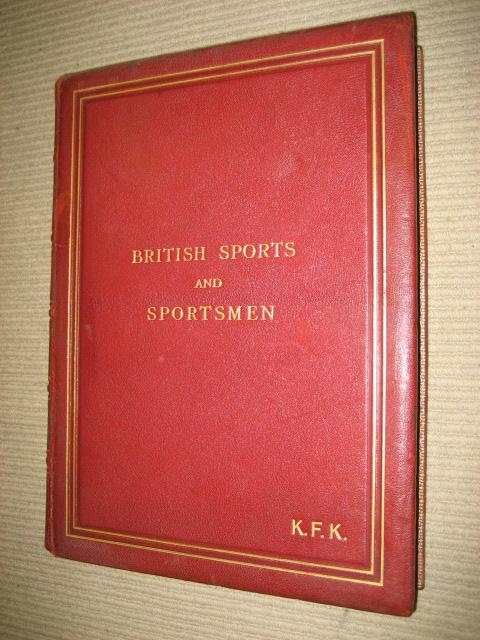 BRITISH SPORTS
AND
SPORTSMEN
K.F.K.